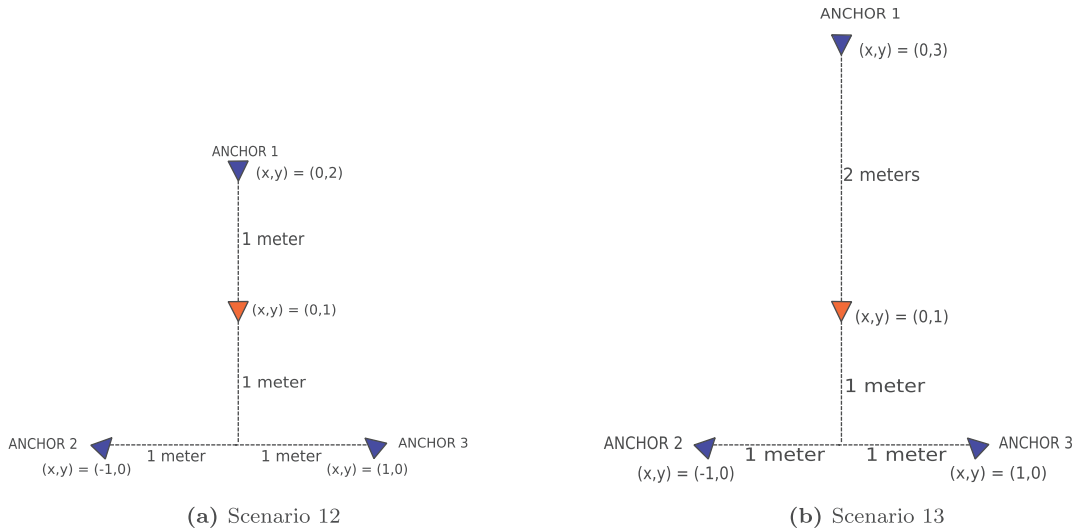 ANCHOR 1
(x,y) = (0,2)
1 meter
(x,y) = (0,1)
1 meter
ANCHOR 2
ANCHOR 3
1 meter
1 meter
(x,y) = (-1,0)
(x,y) = (1,0)
(a) Scenario 12
ANCHOR 1
(x,y) = (0,3)
2 meters
(x,y) = (0,1)
1 meter
ANCHOR 2
ANCHOR 3
1 meter
1 meter
(x,y) = (-1,0)
(x,y) = (1,0)
(b) Scenario 13